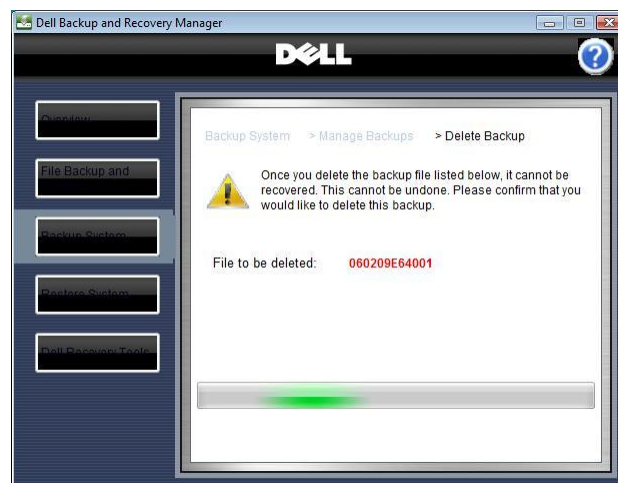 Dell Backup and Recovery Manager
DELL
?
Overview
File Backup and
Backup System
Restore System
Dell Recovery Tools
Backup System > Manage Backups > Delete Backup
Once you delete the backup file listed below, it cannot be
recovered. This cannot be undone. Please confirm that you
would like to delete this backup.
File to be deleted: 060209E64001